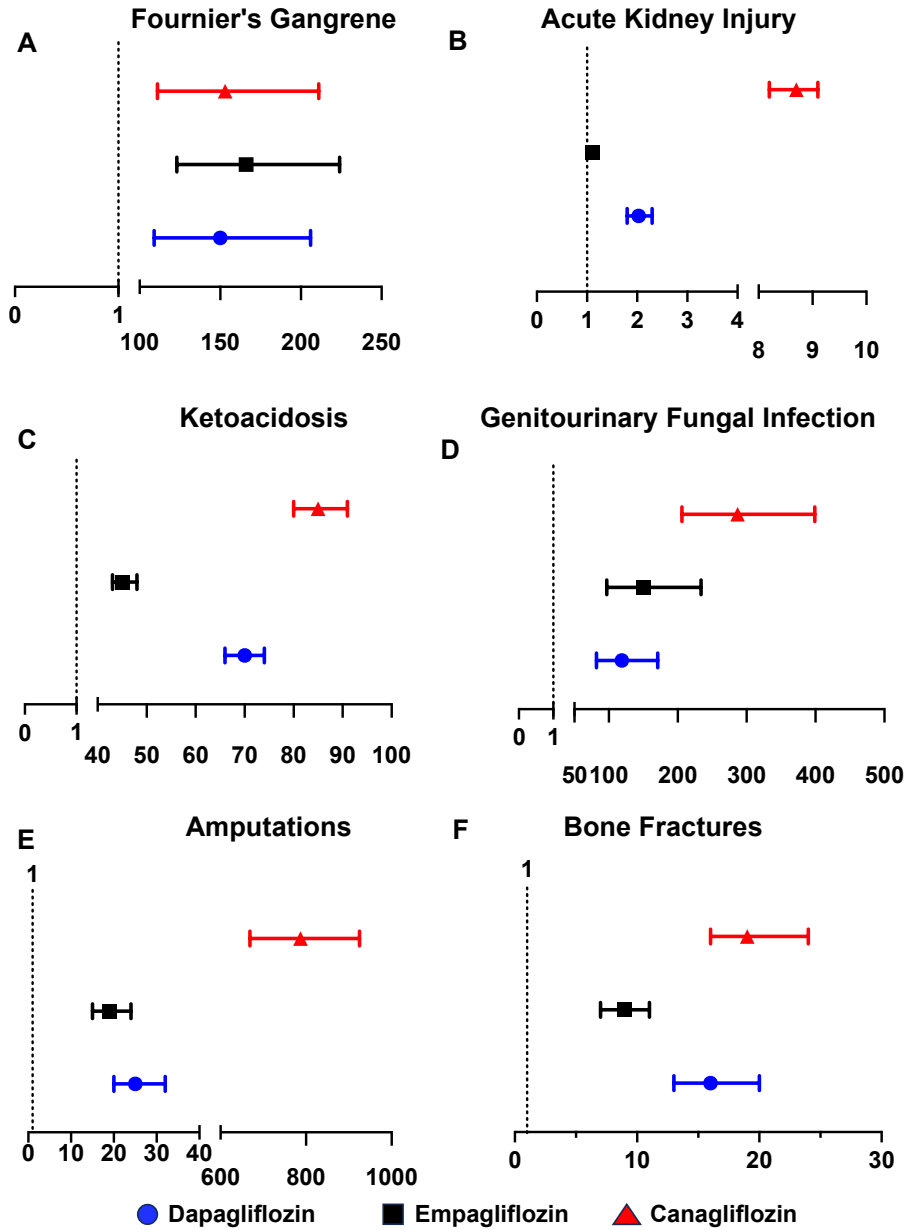 A Fournier's Gangrene
0 1 100 150 200 250
B Acute Kidney Injury
0 1 2 3 4 8 9 10
C Ketoacidosis
0 1 40 50 60 70 80 90 100
D Genitourinary Fungal Infection
0 1 50 100 200 300 400 500
E Amputations
1
0 10 20 30 40 600 800 1000
F Bone Fractures
1
0 10 20 30
Dapagliflozin Empagliflozin Canagliflozin